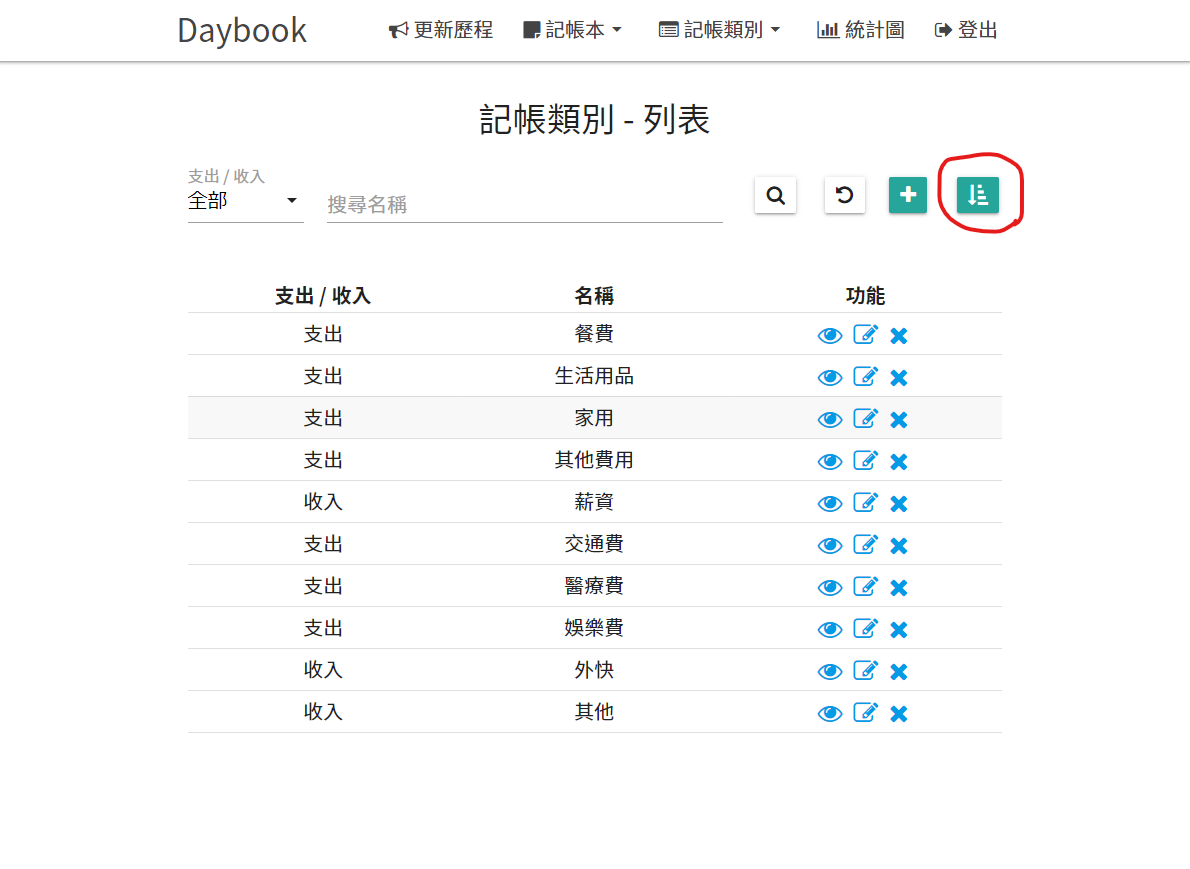 Daybook 更新歷程 記帳本 記帳類別 統計圖 登出
記帳類別 - 列表
支出 / 收入
全部
搜尋名稱
支出 / 收入 名稱 功能
支出 餐費
支出 生活用品
支出 家用
支出 其他費用
收入 薪資
支出 交通費
支出 醫療費
支出 娛樂費
收入 外快
收入 其他